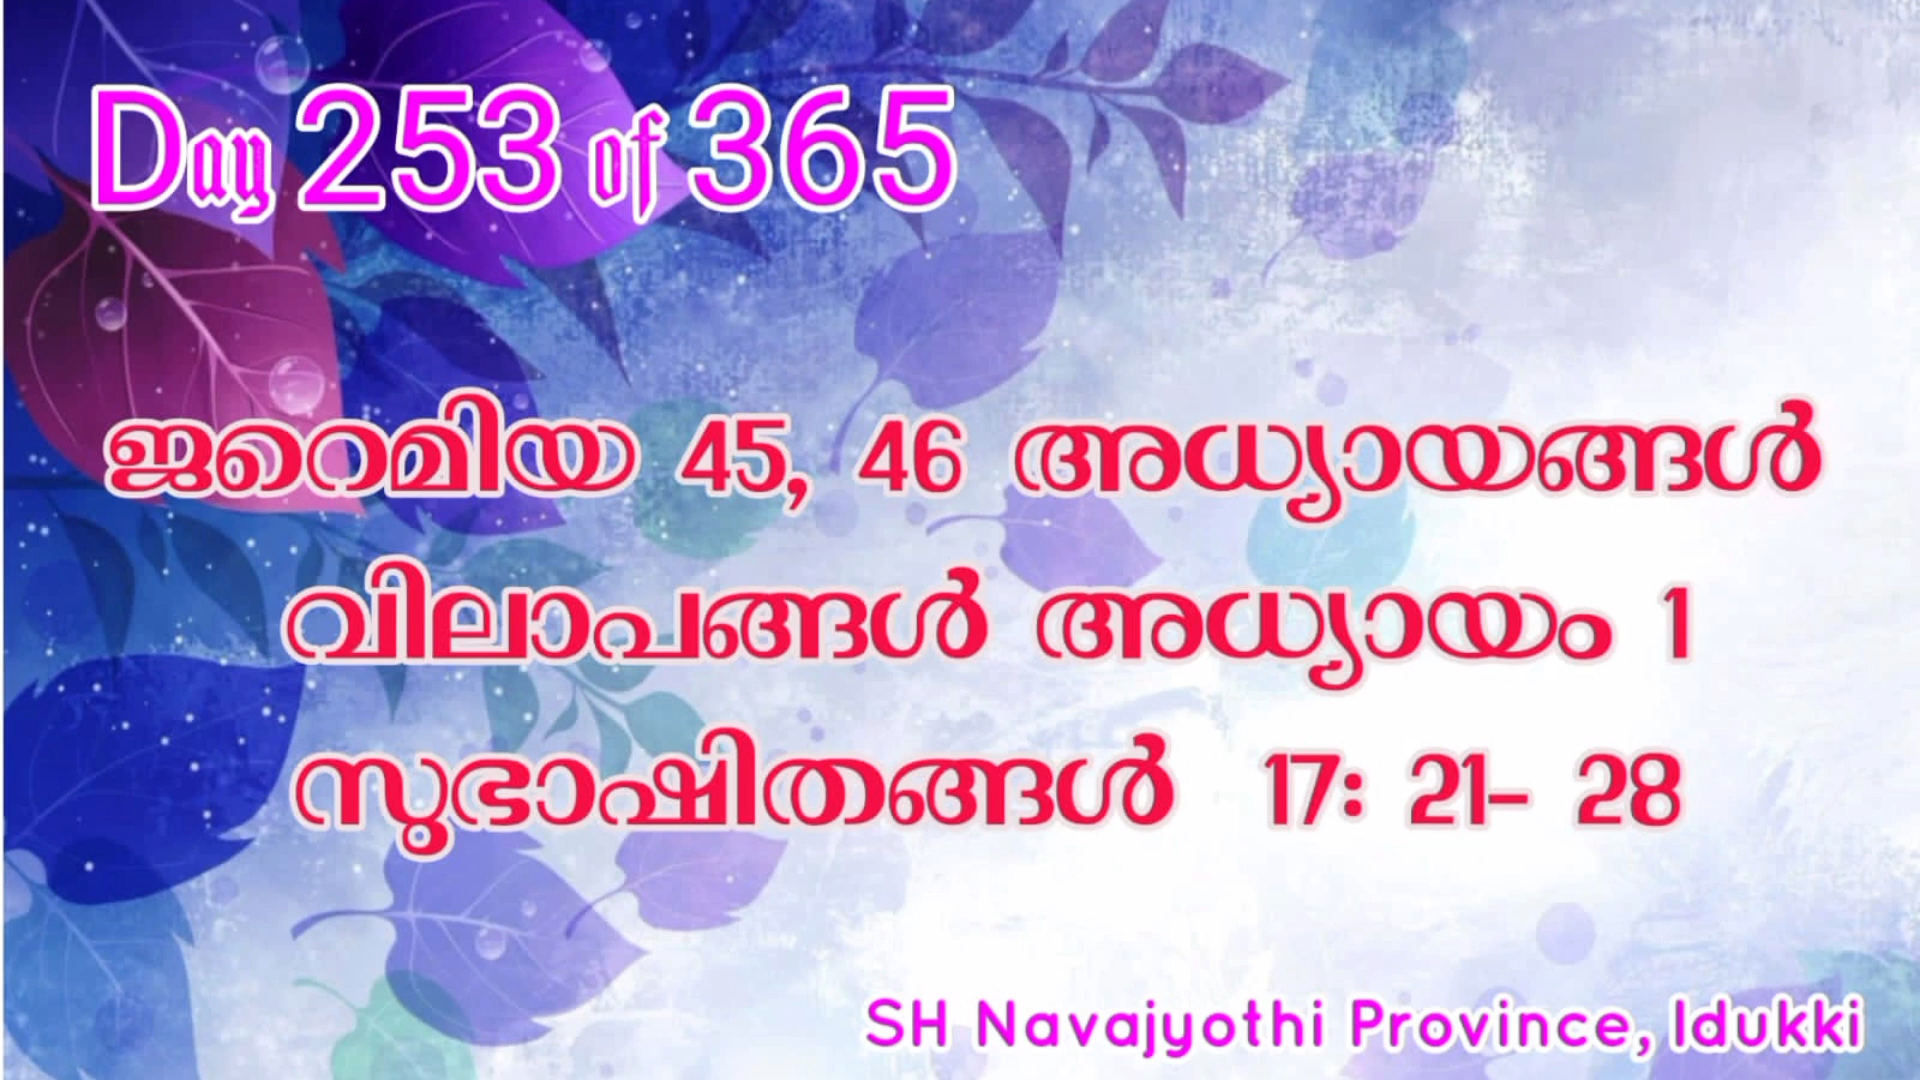 Day 253 of 365
ജറെമിയ 45, 46 അധ്യായങ്ങൾ
വിലാപങ്ങൾ അധ്യായം 1
സുഭാഷിതങ്ങൾ 17: 21- 28
SH Navajyothi Province, Idukki